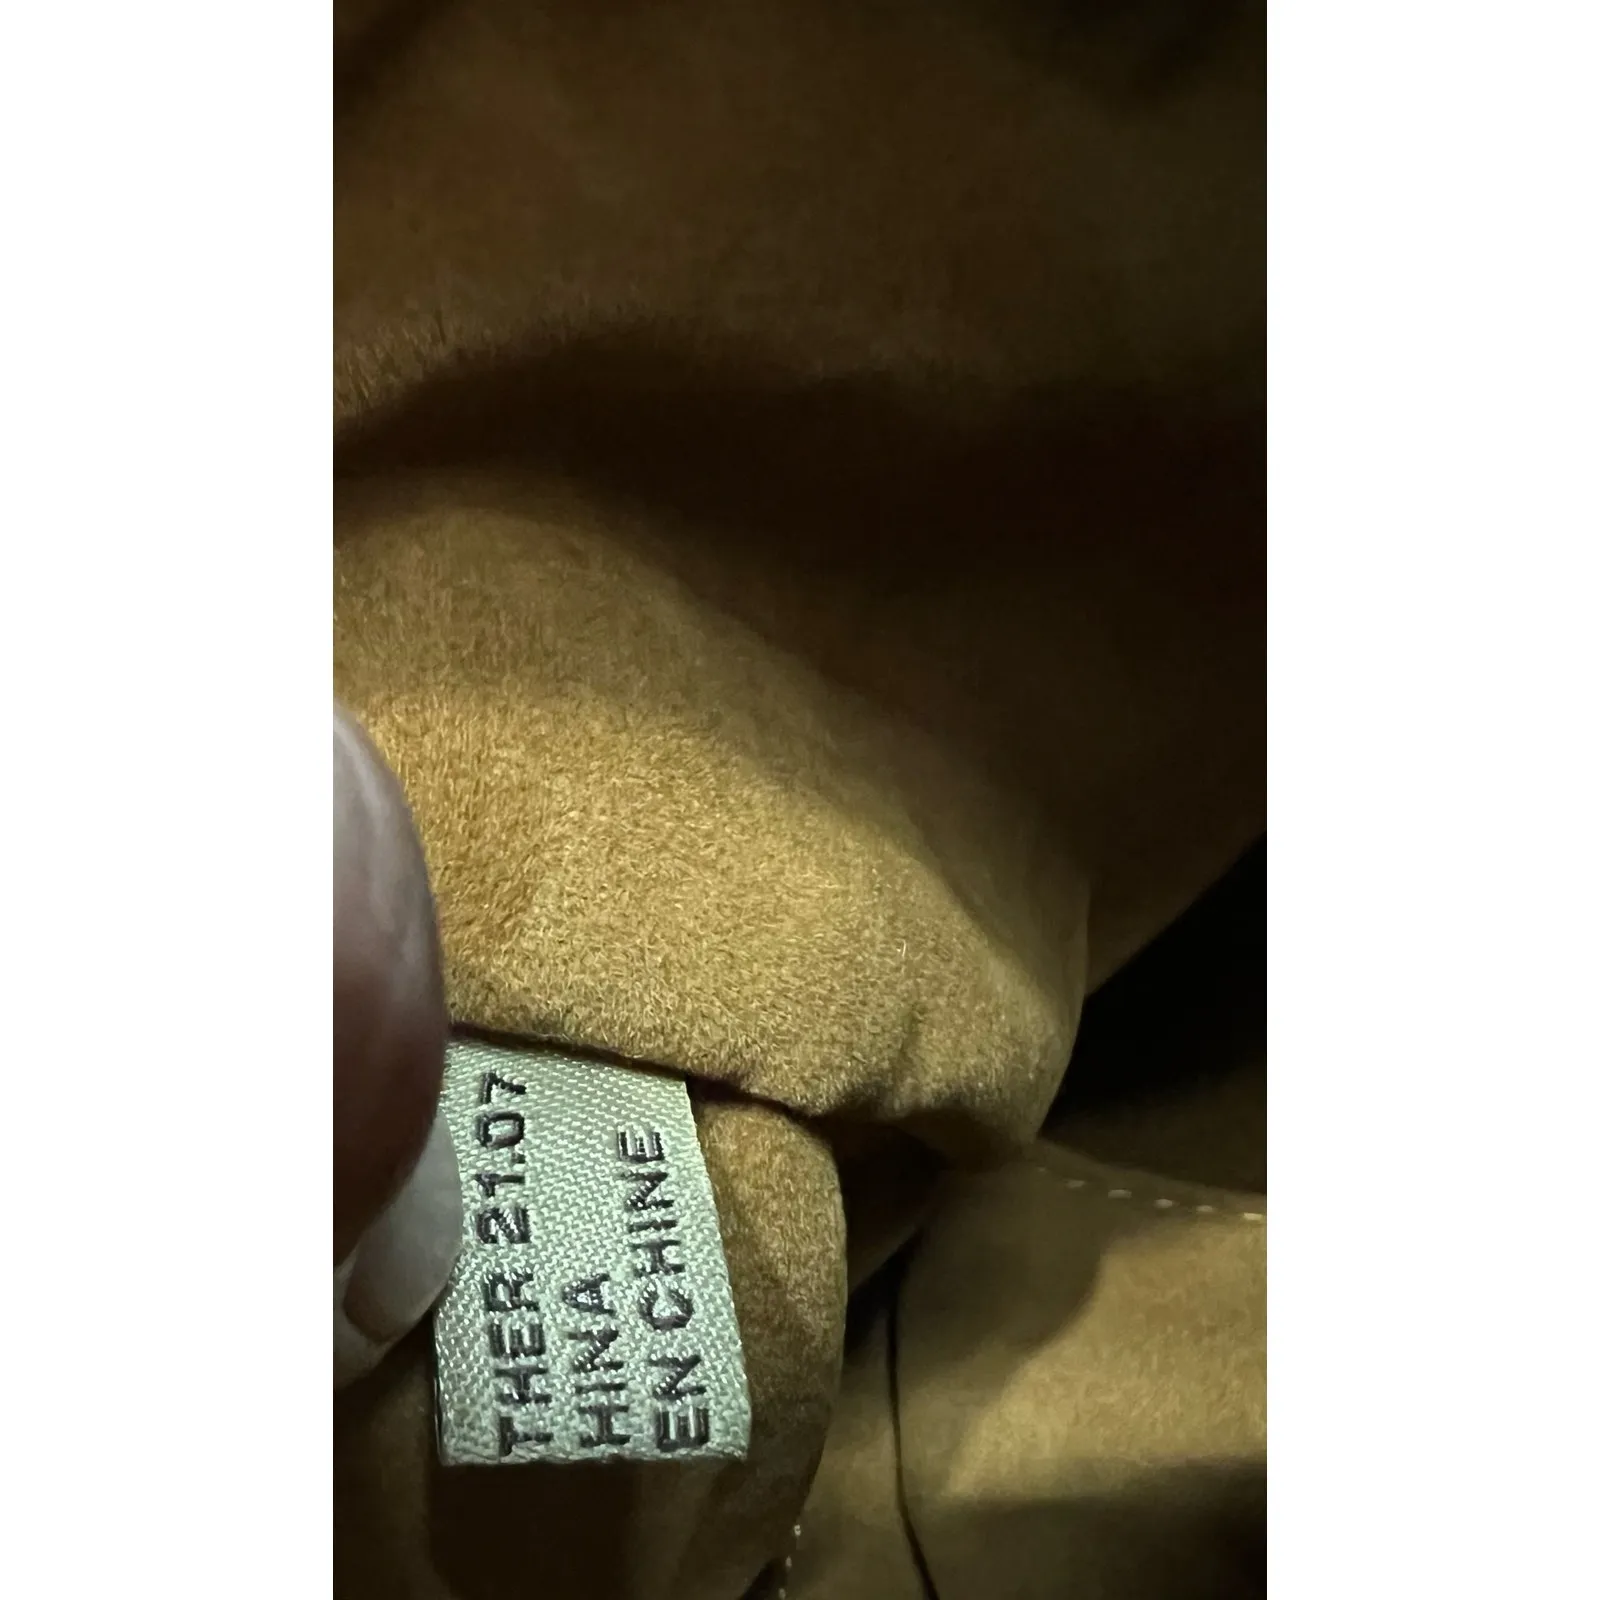 THER 21.07
HINA
EN CHINE